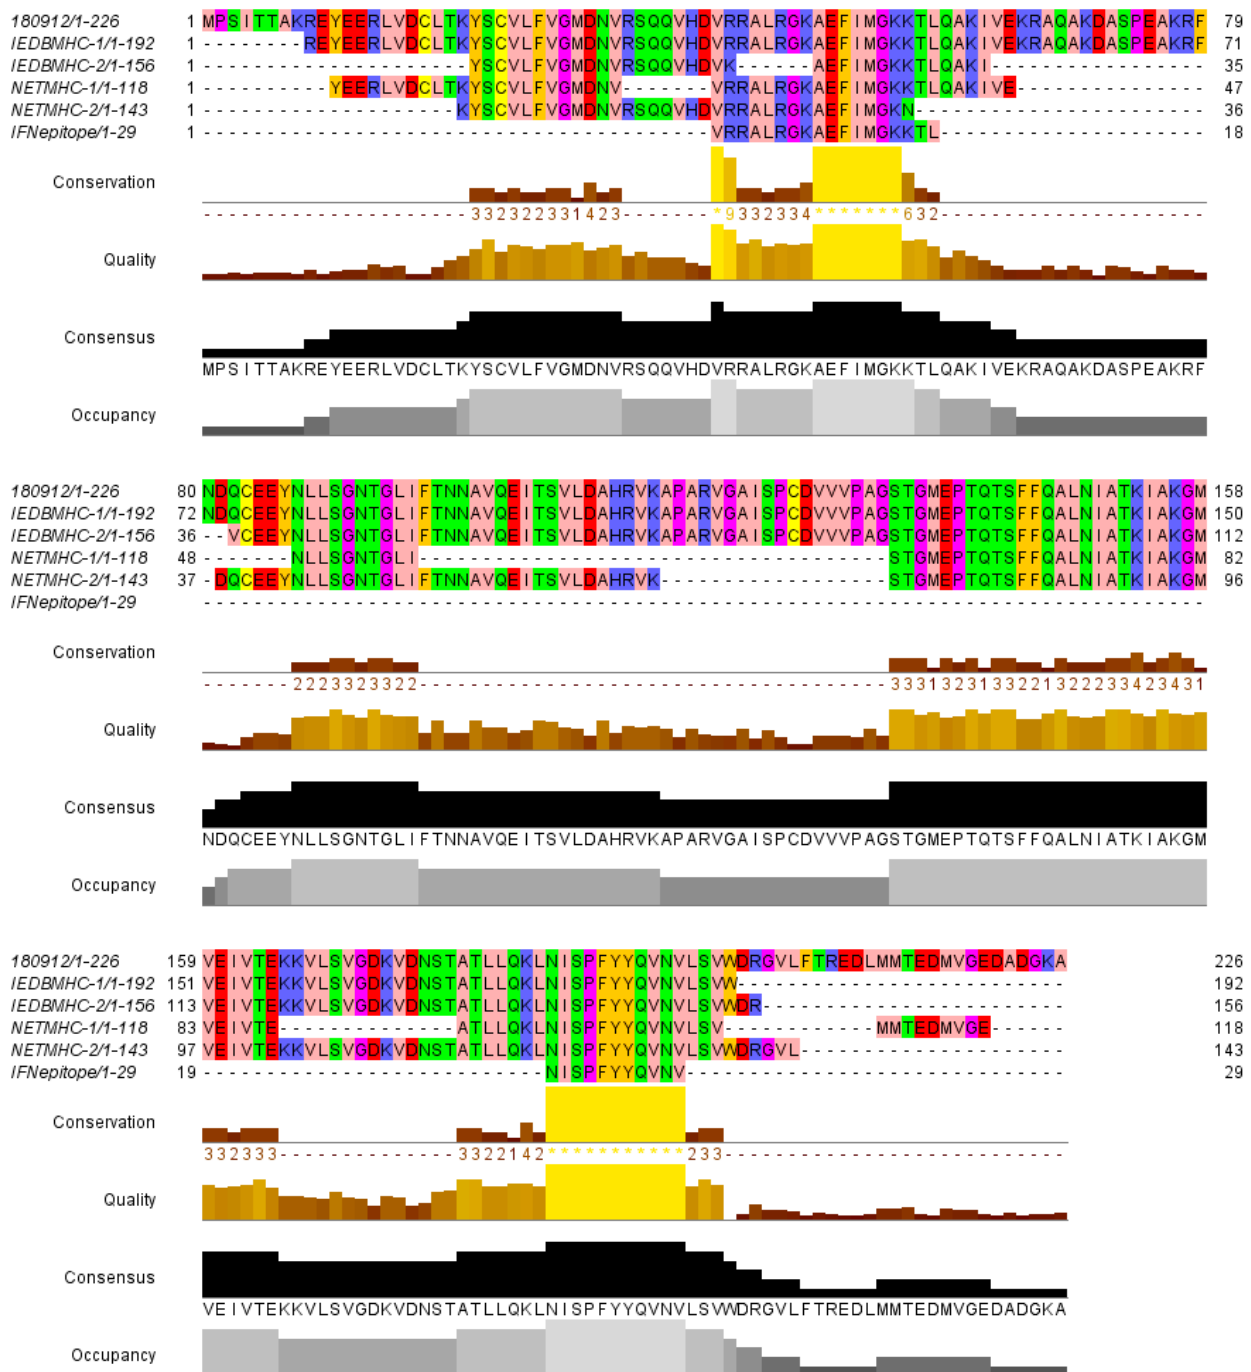 180912/1-226 1 MPSITTAKREYEERLVDCLTKYSCVLFVGMDNVRSQQVHDVRRALRGKAEFIMGKKTLQAKIVEKRAQAKDASPEAKRF 79
IEDBMHC-1/1-192 1 --------REYEERLVDCLTKYSCVLFVGMDNVRSQQVHDVRRALRGKAEFIMGKKTLQAKIVEKRAQAKDASPEAKRF 71
IEDBMHC-2/1-156 1 ---------------------YSCVLFVGMDNVRSQQVHDVK------AEFIMGKKTLQAKI----------------- 35
NETMHC-1/1-118 1 ----------YEERLVDCLTKYSCVLFVGMDNV-------VRRALRGKAEFIMGKKTLQAKIVE--------------- 47
NETMHC-2/1-143 1 --------------------KYSCVLFVGMDNVRSQQVHDVRRALRGKAEFIMGKN----------------------- 36
IFNepitope/1-29 1 ----------------------------------------VRRALRGKAEFIMGKKTL--------------------- 18
Conservation
---------------------332322331423-------*9332334*******632---------------------
Quality
Consensus
MPSITTAKREYEERLVDCLTKYSCVLFVGMDNVRSQQVHDVRRALRGKAEFIMGKKTLQAKIVEKRAQAKDASPEAKRF
Occupancy
180912/1-226 80 NDQCEEYNLLSGNTGLIFTNNAVQEITSVLDAHRVKAPARVGAISPCDVVVPAGSTGMEPTQTSFFQALNIATKIAKGM 158
IEDBMHC-1/1-192 72 NDQCEEYNLLSGNTGLIFTNNAVQEITSVLDAHRVKAPARVGAISPCDVVVPAGSTGMEPTQTSFFQALNIATKIAKGM 150
IEDBMHC-2/1-156 36 --VCEEYNLLSGNTGLIFTNNAVQEITSVLDAHRVKAPARVGAISPCDVVVPAGSTGMEPTQTSFFQALNIATKIAKGM 112
NETMHC-1/1-118 48 -------NLLSGNTGLI-------------------------------------STGMEPTQTSFFQALNIATKIAKGM 82
NETMHC-2/1-143 37 -DQCEEYNLLSGNTGLIFTNNAVQEITSVLDAHRVK------------------STGMEPTQTSFFQALNIATKIAKGM 96
IFNepitope/1-29 -------------------------------------------------------------------------------
Conservation
-------2223323322-------------------------------------3331323133221322233423431
Quality
Consensus
NDQCEEYNLLSGNTGLIFTNNAVQEITSVLDAHRVKAPARVGAISPCDVVVPAGSTGMEPTQTSFFQALNIATKIAKGM
Occupancy
180912/1-226 159 VEIVTEKKVLSVGDKVDNSTATLLQKLNISPFYYQVNVLSVWDRGVLFTREDLMMTEDMVGEDADGKA 226
IEDBMHC-1/1-192 151 VEIVTEKKVLSVGDKVDNSTATLLQKLNISPFYYQVNVLSVW-------------------------- 192
IEDBMHC-2/1-156 113 VEIVTEKKVLSVGDKVDNSTATLLQKLNISPFYYQVNVLSVWDR------------------------ 156
NETMHC-1/1-118 83 VEIVTE--------------ATLLQKLNISPFYYQVNVLSV------------MMTEDMVGE------ 118
NETMHC-2/1-143 97 VEIVTEKKVLSVGDKVDNSTATLLQKLNISPFYYQVNVLSVWDRGVL--------------------- 143
IFNepitope/1-29 19 ---------------------------NISPFYYQVNV------------------------------ 29
Conservation
332333--------------3322142***********233---------------------------
Quality
Consensus
VEIVTEKKVLSVGDKVDNSTATLLQKLNISPFYYQVNVLSVWDRGVLFTREDLMMTEDMVGEDADGKA
Occupancy